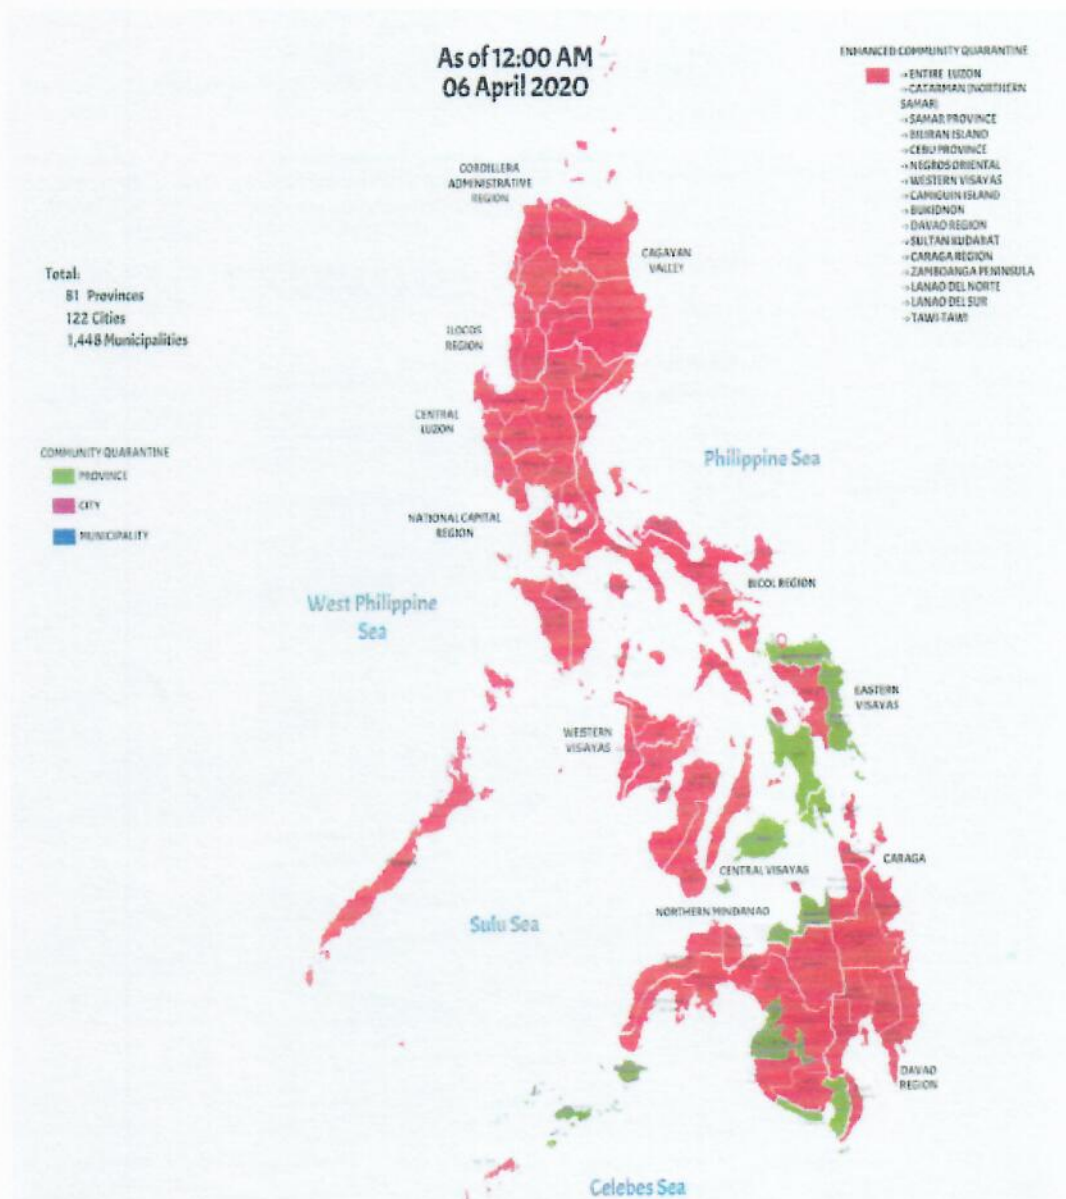 As of 12:00 AM
06 April 2020
ENHANCED COMMUNITY QUARANTINE
→ENTIRE LUZON
→CATARMAN (NORTHERN
SAMAR)
→SAMAR PROVINCE
→BILIRAN ISLAND
→CEBU PROVINCE
→NEGROS ORIENTAL
→WESTERN VISAYAS
→CAMIGUIN ISLAND
→BUKIDNON
→DAVAO REGION
→SULTAN KUDARAT
→CARAGA REGION
→ZAMBOANGA PENINSULA
→LANAO DEL NORTE
→LANAO DEL SUR
→TAWI-TAWI
CORDILLERA
ADMINISTRATIVE
REGION
CAGAYAN
VALLEY
Total:
81 Provinces
122 Cities
1,448 Municipalities
ILOCOS
REGION
CENTRAL
LUZON
COMMUNITY QUARANTINE
PROVINCE
CITY
MUNICIPALITY
Philippine Sea
NATIONAL CAPITAL
REGION
BICOL REGION
West Philippine
Sea
EASTERN
VISAYAS
WESTERN
VISAYAS
CARAGA
CENTRAL VISAYAS
NORTHERN MINDANAO
Sulu Sea
DAVAO
REGION
Celebes Sea